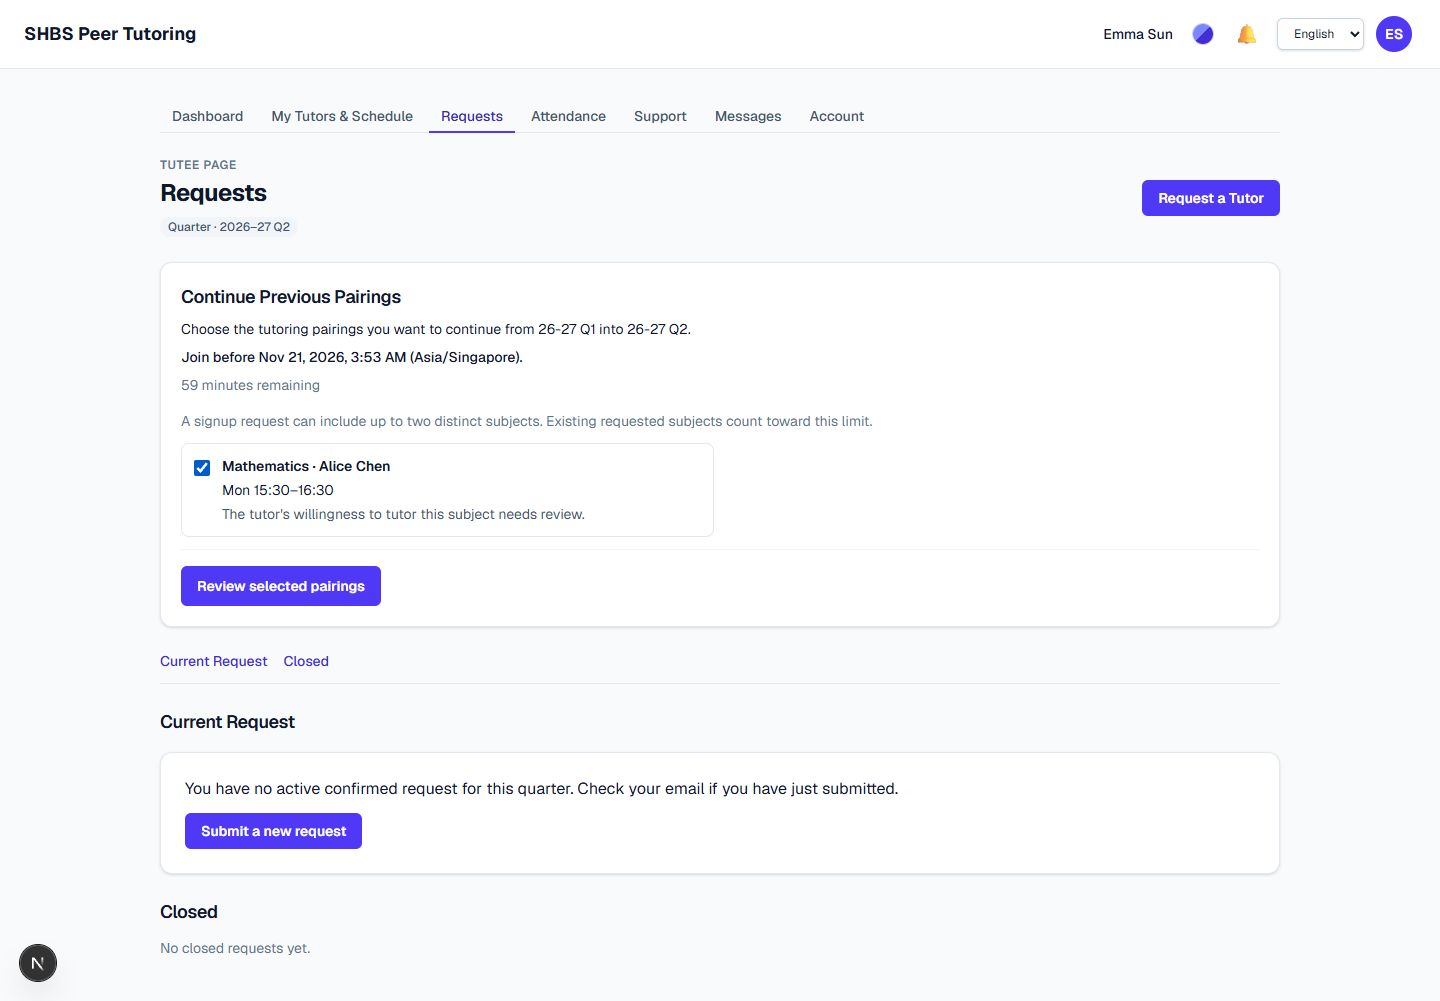 SHBS Peer Tutoring
Emma Sun
English
ES
Dashboard
My Tutors & Schedule
Requests
Attendance
Support
Messages
Account
TUTEE PAGE
Requests
Request a Tutor
Quarter · 2026–27 Q2
Continue Previous Pairings
Choose the tutoring pairings you want to continue from 26-27 Q1 into 26-27 Q2.
Join before Nov 21, 2026, 3:53 AM (Asia/Singapore).
59 minutes remaining
A signup request can include up to two distinct subjects. Existing requested subjects count toward this limit.
Mathematics · Alice Chen
Mon 15:30–16:30
The tutor's willingness to tutor this subject needs review.
Review selected pairings
Current Request
Closed
Current Request
You have no active confirmed request for this quarter. Check your email if you have just submitted.
Submit a new request
Closed
No closed requests yet.
N